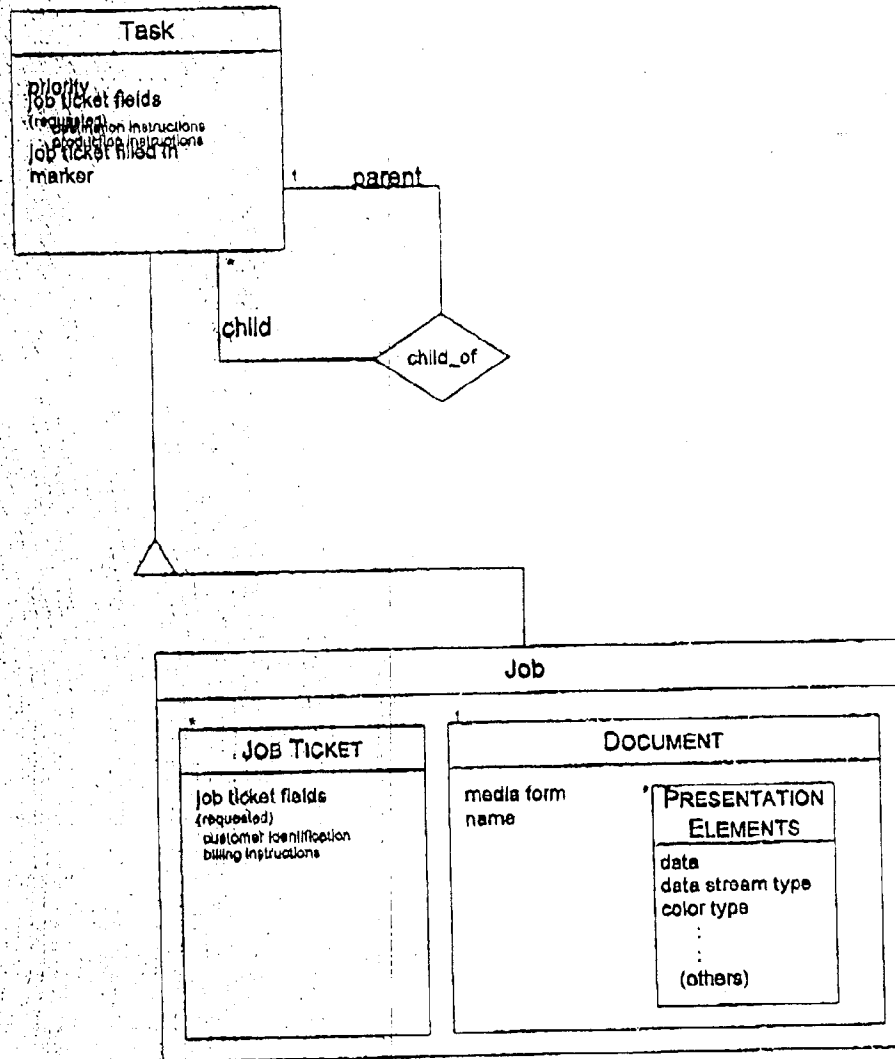 Task
priority
job ticket fields
(requested)
destination instructions
production instructions
job ticket filled in
marker
1
parent
*
child
child_of
Job
*
JOB TICKET
job ticket fields
(requested)
customer identification
billing instructions
1
DOCUMENT
media form
name
*
PRESENTATION
ELEMENTS
data
data stream type
color type
:
:
(others)